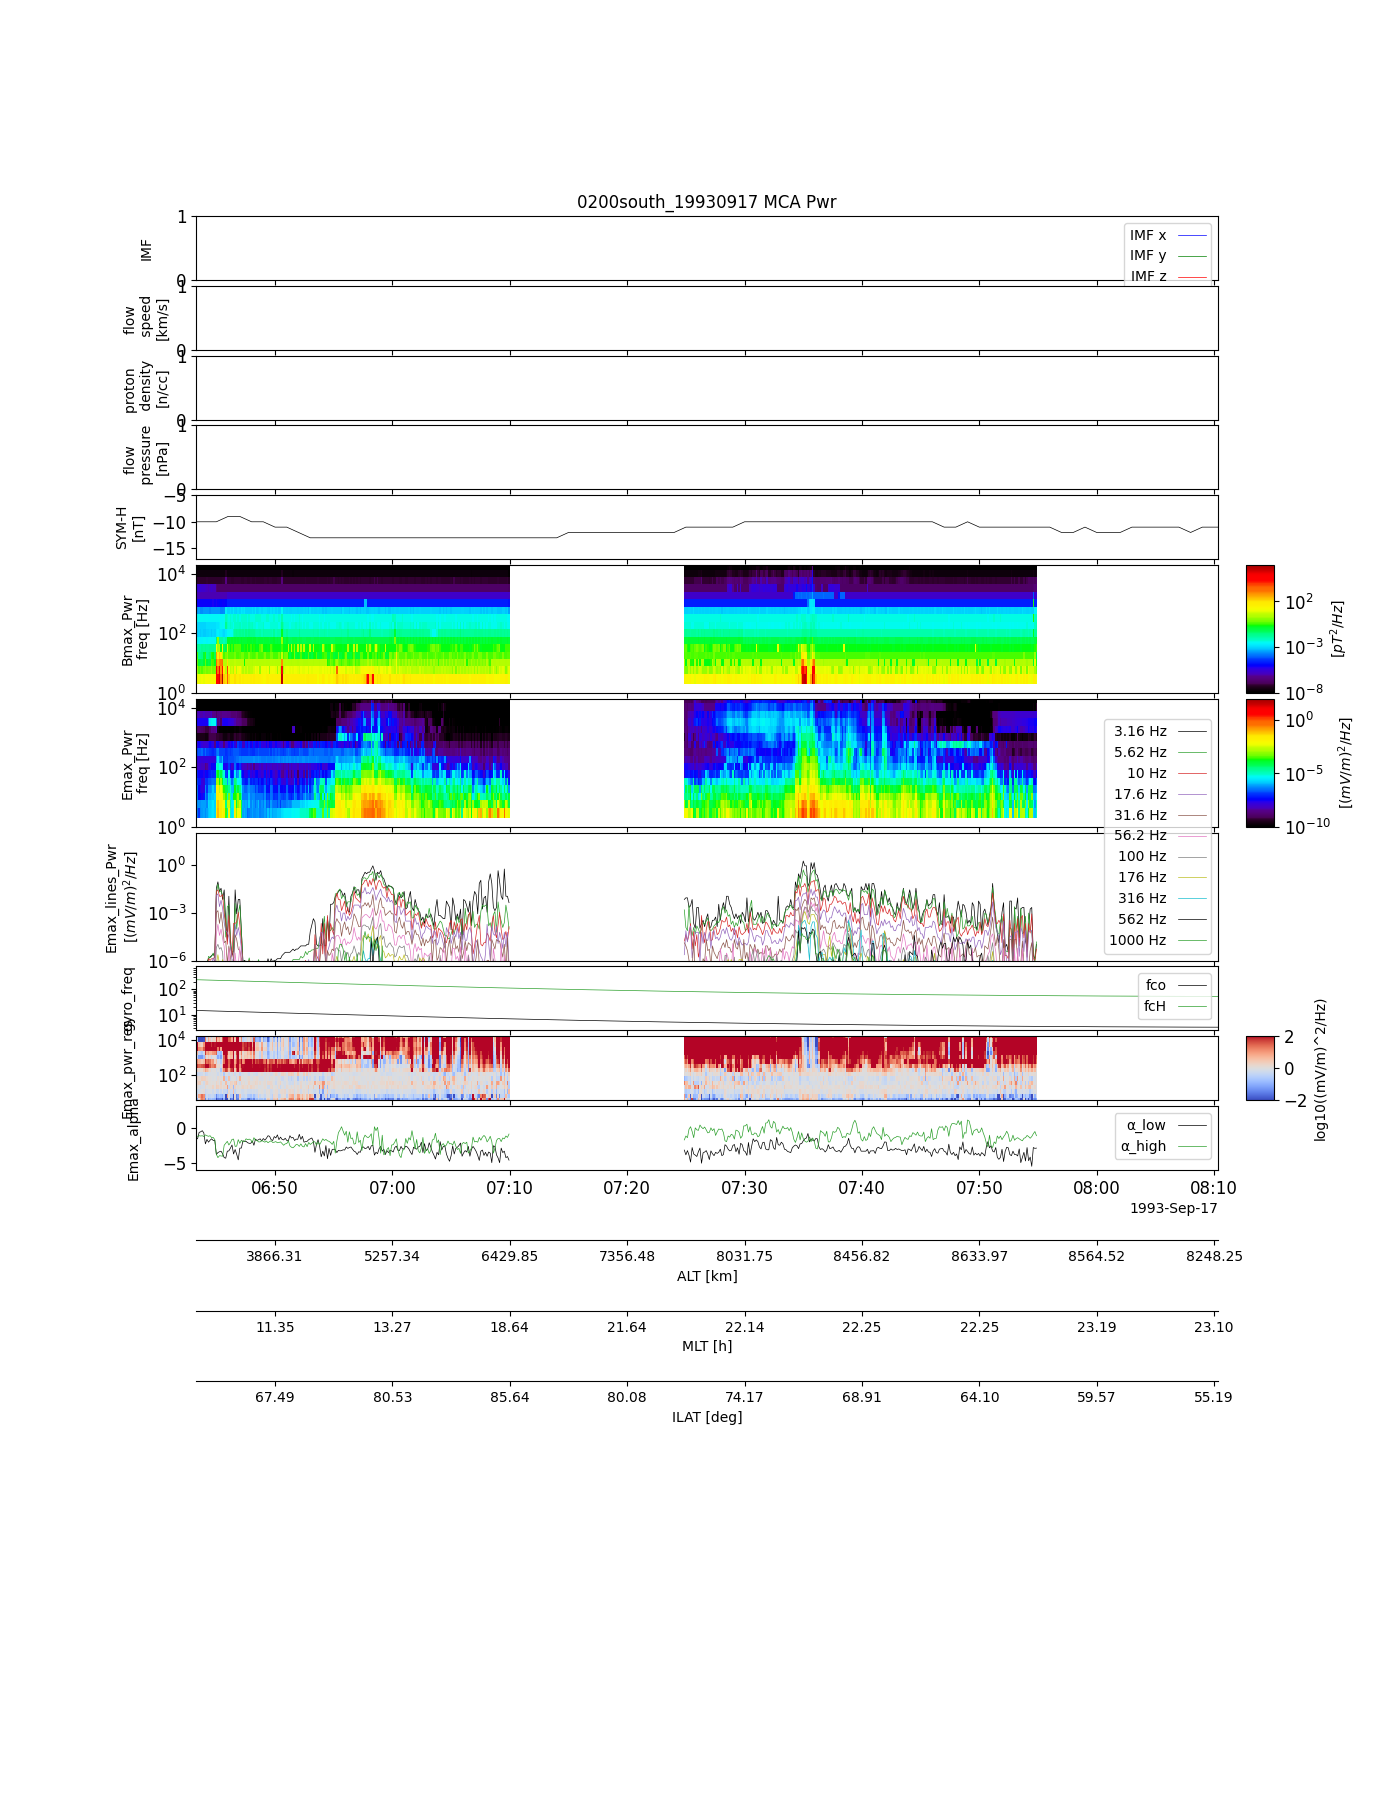 0200south_19930917 MCA Pwr
1
0
IMF
IMF x
IMF y
IMF z
1
0
flow
speed
[km/s]
1
0
proton
density
[n/cc]
1
0
flow
pressure
[nPa]
−5
−10
−15
SYM-H
[nT]
10^4
10^2
10^0
Bmax_Pwr
freq [Hz]
10^2
10^-3
10^-8
[pT^2/Hz]
10^4
10^2
10^0
Emax_Pwr
freq [Hz]
10^0
10^-5
10^-10
[(mV/m)^2/Hz]
3.16 Hz
5.62 Hz
10 Hz
17.6 Hz
31.6 Hz
56.2 Hz
100 Hz
176 Hz
316 Hz
562 Hz
1000 Hz
10^0
10^-3
10^-6
Emax_lines_Pwr
[(mV/m)^2/Hz]
10^2
10^1
gyro_freq
fco
fcH
10^4
10^2
Emax_pwr_reg
2
0
−2
log10((mV/m)^2/Hz)
0
−5
Emax_alpha
α_low
α_high
06:50 07:00 07:10 07:20 07:30 07:40 07:50 08:00 08:10
1993-Sep-17
3866.31 5257.34 6429.85 7356.48 8031.75 8456.82 8633.97 8564.52 8248.25
ALT [km]
11.35 13.27 18.64 21.64 22.14 22.25 22.25 23.19 23.10
MLT [h]
67.49 80.53 85.64 80.08 74.17 68.91 64.10 59.57 55.19
ILAT [deg]